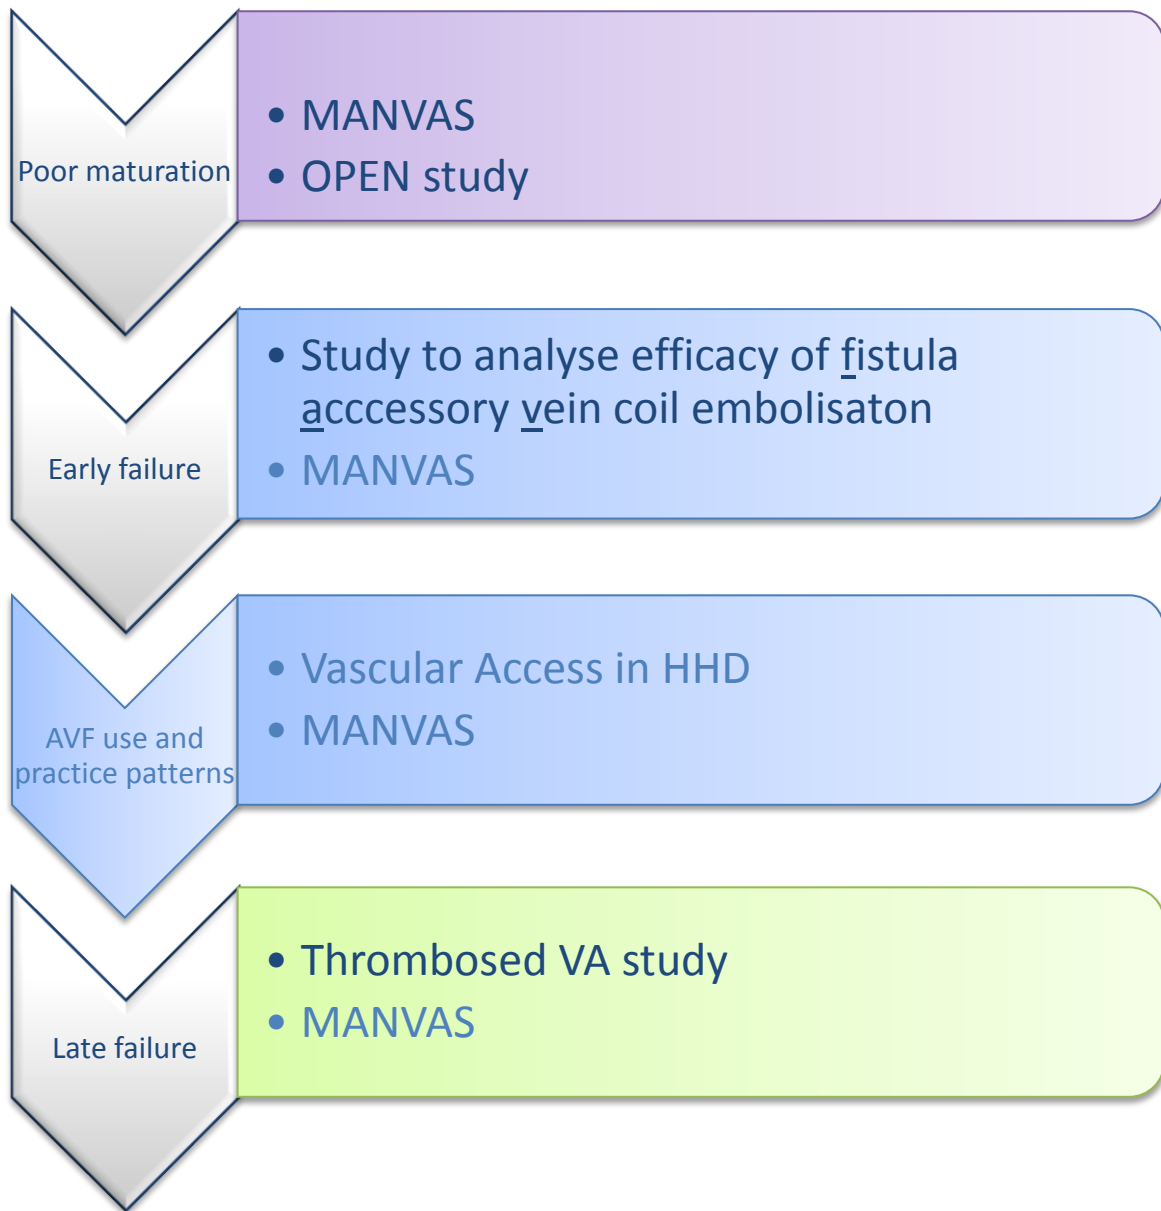 Poor maturation
• MANVAS
• OPEN study
Early failure
• Study to analyse efficacy of fistula
acccessory vein coil embolisaton
• MANVAS
AVF use and
practice patterns
• Vascular Access in HHD
• MANVAS
Late failure
• Thrombosed VA study
• MANVAS